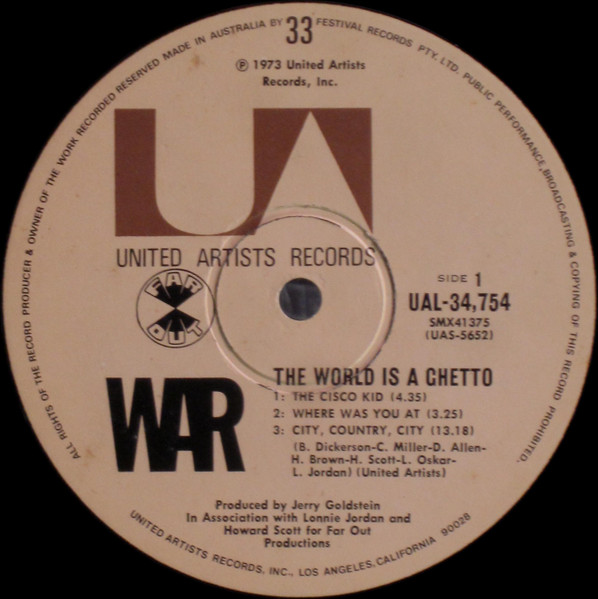 ALL RIGHTS OF THE RECORD PRODUCER & OWNER OF THE WORK RECORDED RESERVED MADE IN AUSTRALIA BY FESTIVAL RECORDS PTY. LTD. PUBLIC PERFORMANCE, BROADCASTING & COPYING OF THIS RECORD PROHIBITED.
33
Ⓟ 1973 United Artists
Records, Inc.
UA
UNITED ARTISTS RECORDS
FAR
OUT
SIDE 1
UAL-34,754
SMX41375
(UAS-5652)
WAR
THE WORLD IS A GHETTO
1: THE CISCO KID (4.35)
2: WHERE WAS YOU AT (3.25)
3: CITY, COUNTRY, CITY (13.18)
(B. Dickerson-C. Miller-D. Allen-
H. Brown-H. Scott-L. Oskar-
L. Jordan) (United Artists)
Produced by Jerry Goldstein
In Association with Lonnie Jordan and
Howard Scott for Far Out
Productions
UNITED ARTISTS RECORDS, INC., LOS ANGELES, CALIFORNIA 90028